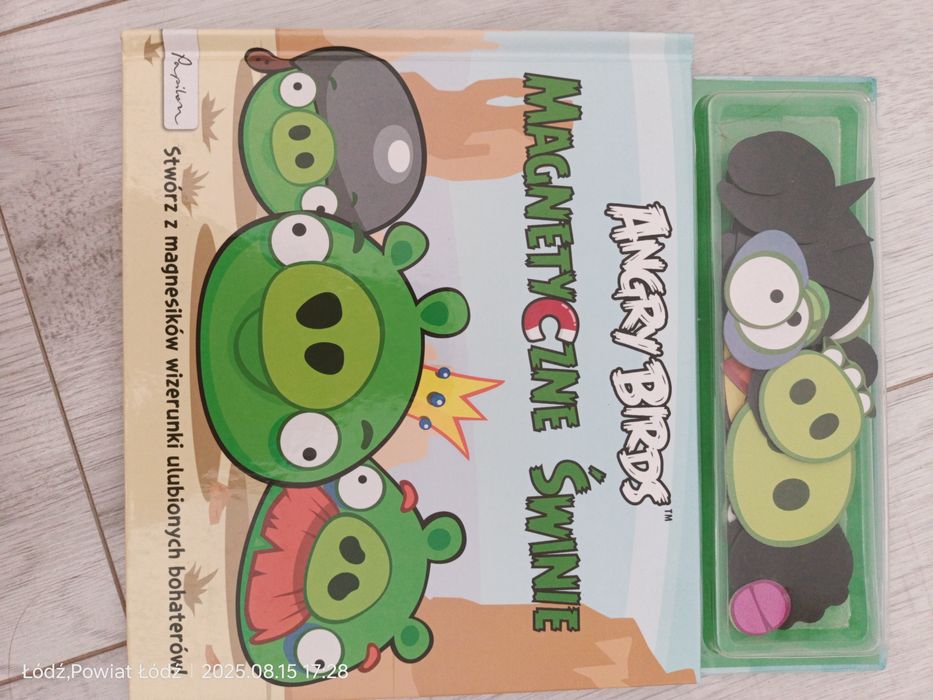 ANGRY BIRDS™
MAGNETYCZNE ŚWINIE
Stwórz z magnesików wizerunki ulubionych bohaterów
Papilon
Łódź,Powiat Łódź | 2025.08.15 17:28